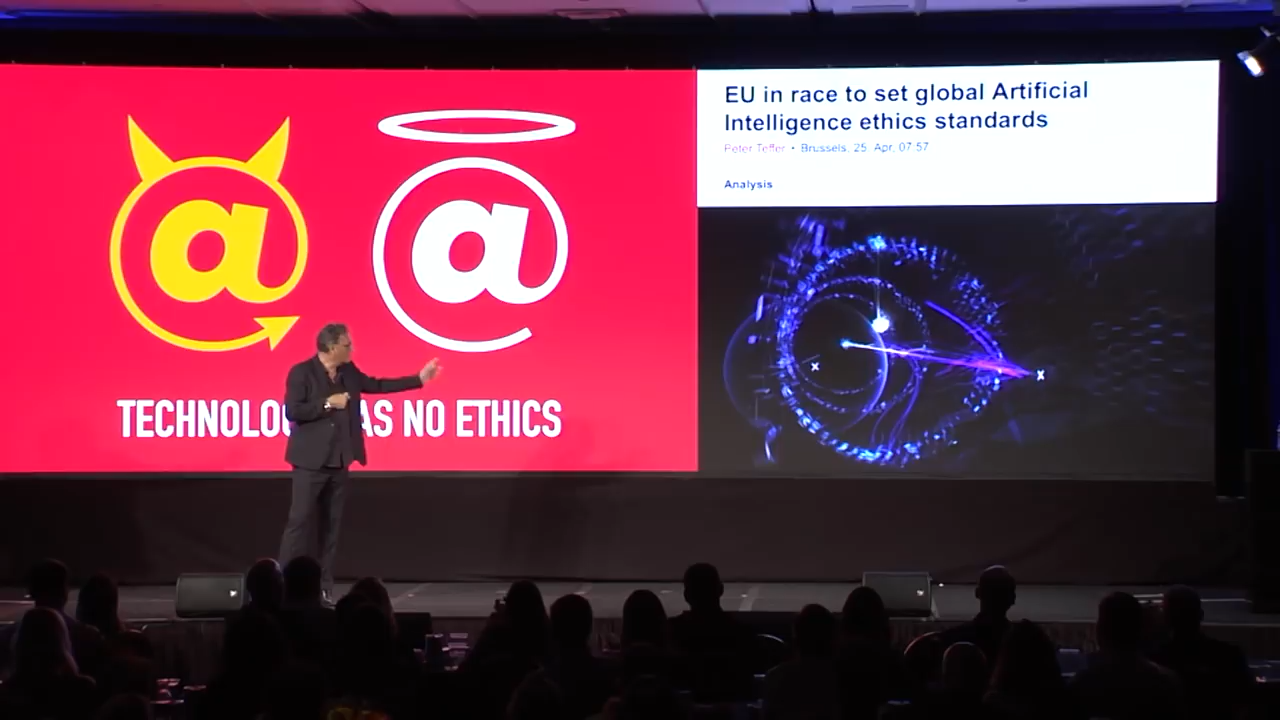 @ @
TECHNOLO AS NO ETHICS
EU in race to set global Artificial
Intelligence ethics standards
Peter Teffer • Brussels, 25. Apr, 07:57
Analysis